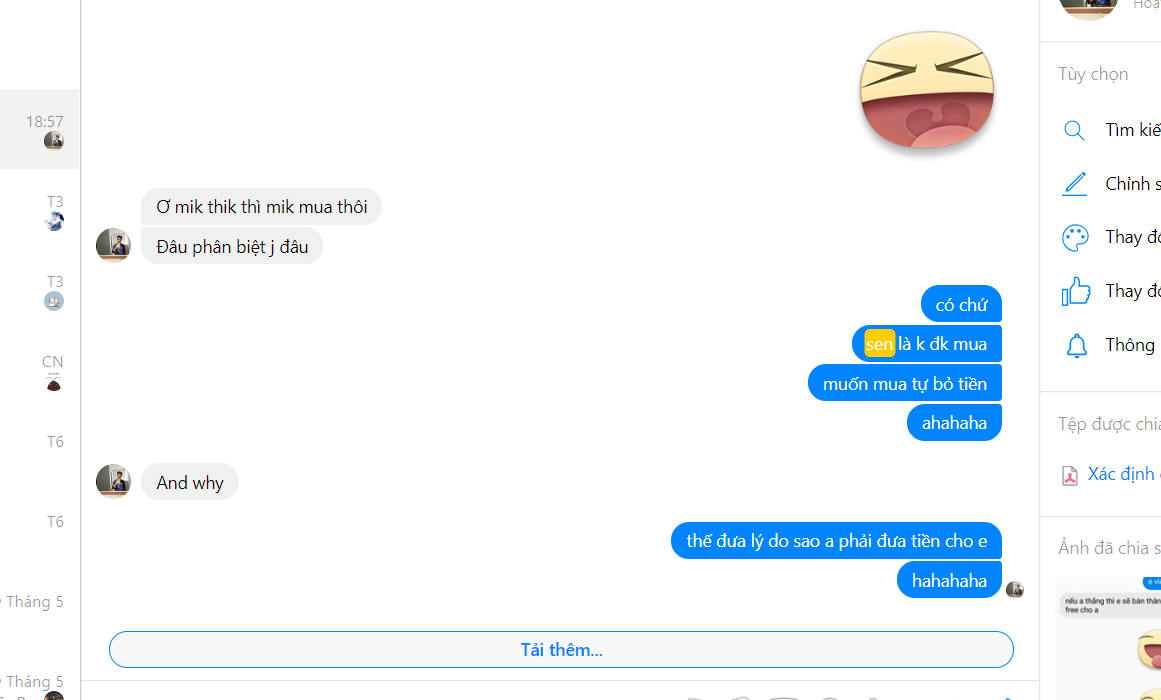 Hoạ
Tùy chọn
18:57
Tìm kiế
Chỉnh s
T3
Ơ mik thik thì mik mua thôi
Đâu phân biệt j đâu
Thay đổ
T3
Thay đổ
có chứ
sen là k đk mua
Thông
CN
muốn mua tự bỏ tiền
ahahaha
Tệp được chia
T6
And why
Xác định
T6
thế đưa lý do sao a phải đưa tiền cho e
Ảnh đã chia s
hahahaha
Tháng 5
nếu a thắng thì e sẽ bán thân
free cho a
Tải thêm...
Tháng 5